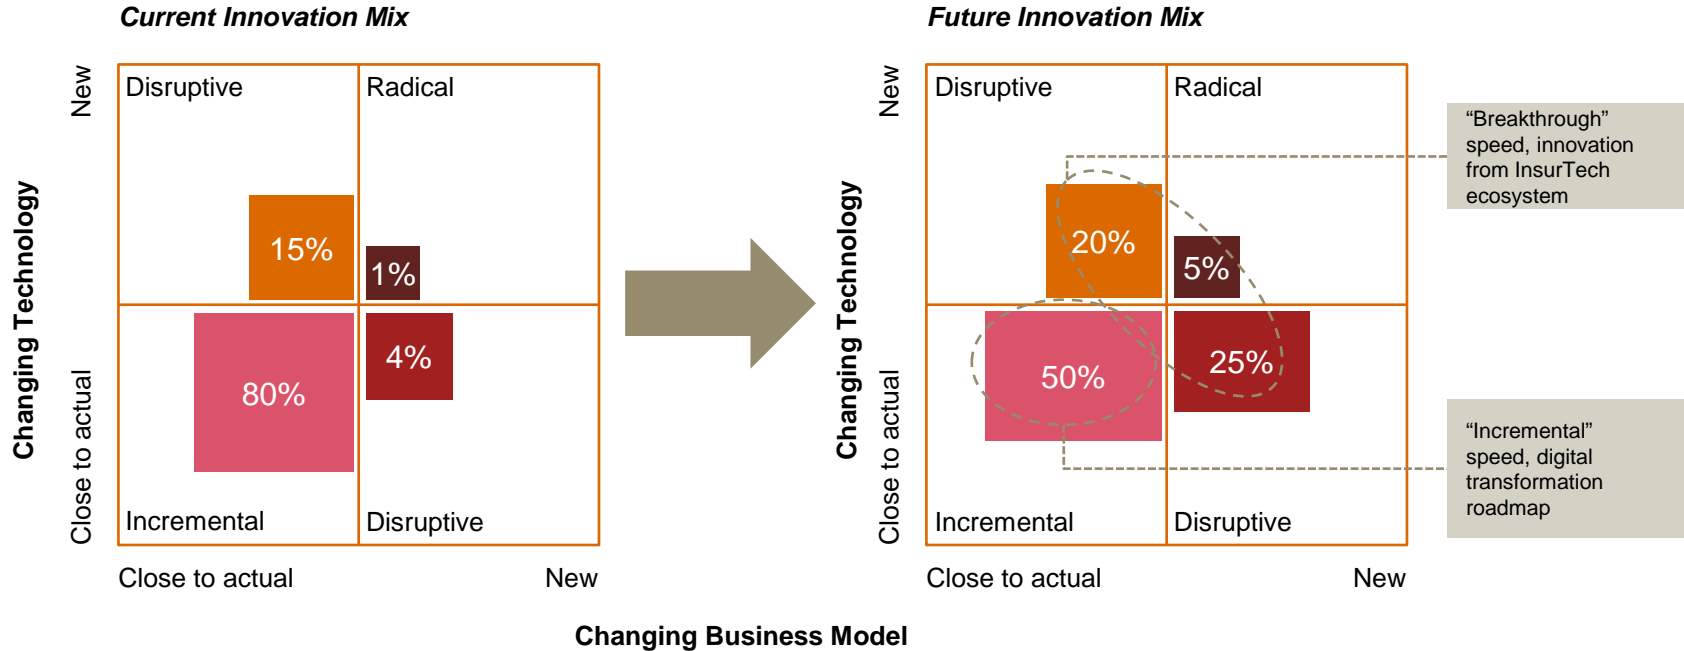 Current Innovation Mix
New
Changing Technology
Close to actual
Disruptive
Radical
15%
1%
80%
4%
Incremental
Disruptive
Close to actual
New
Future Innovation Mix
New
Changing Technology
Close to actual
Disruptive
Radical
20%
5%
50%
25%
Incremental
Disruptive
Close to actual
New
“Breakthrough”
speed, innovation
from InsurTech
ecosystem
“Incremental”
speed, digital
transformation
roadmap
Changing Business Model